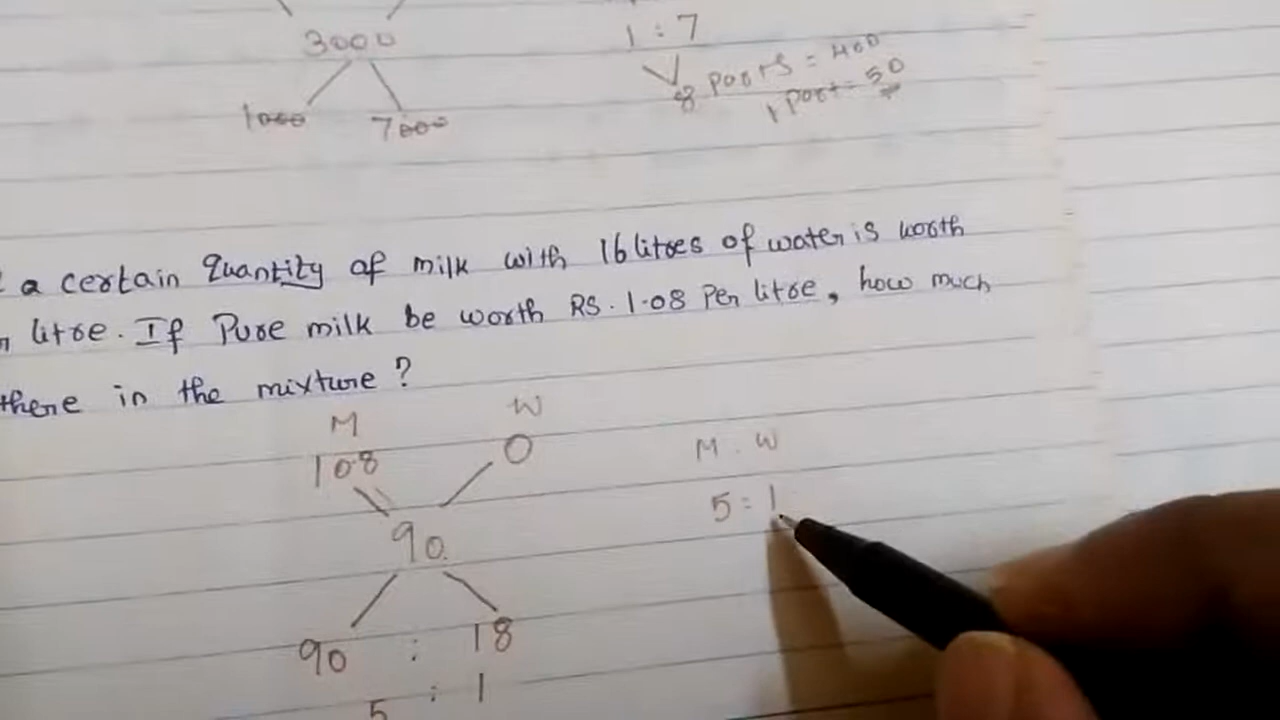 3000
1000 7000
1 : 7
8 parts = 400
1 part = 50
a certain Quantity of milk with 16 litres of water is worth
litre. If Pure milk be worth RS. 1.08 Per litre, how much
there in the mixture ?
M W
108 0
90
90 : 18
5 : 1
M : W
5 : 1